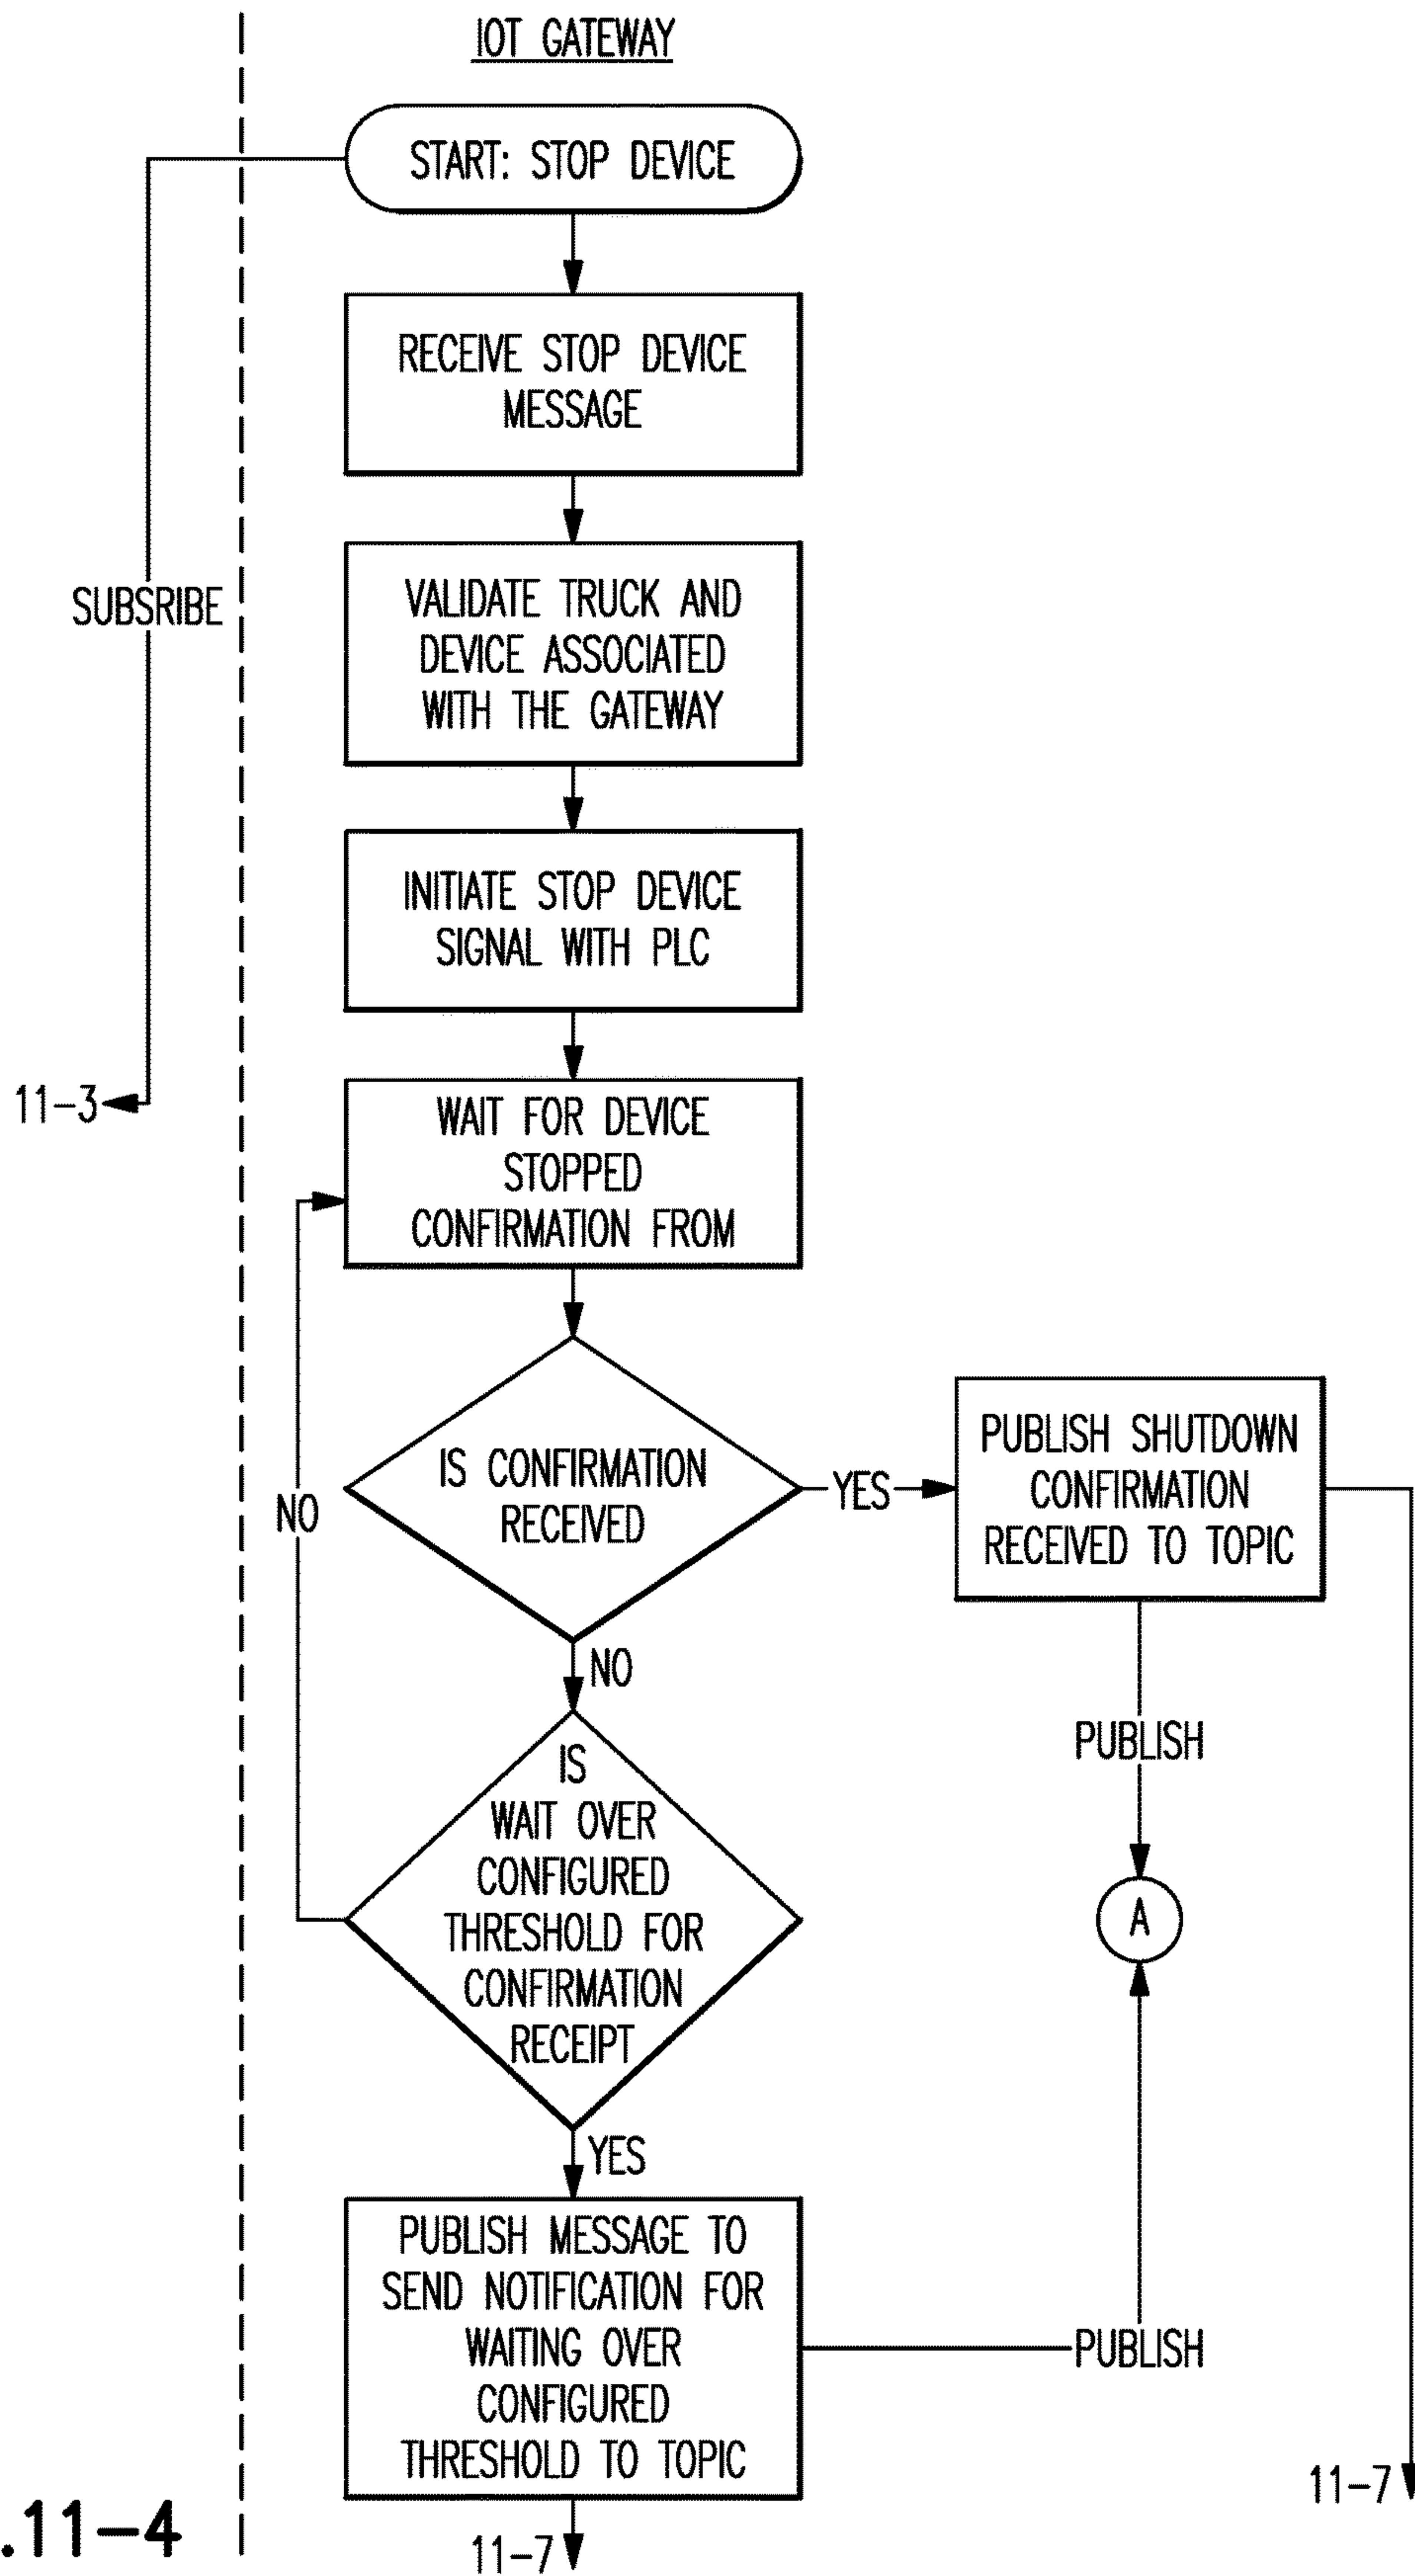 IOT GATEWAY
START: STOP DEVICE
RECEIVE STOP DEVICE
MESSAGE
SUBSRIBE
VALIDATE TRUCK AND
DEVICE ASSOCIATED
WITH THE GATEWAY
INITIATE STOP DEVICE
SIGNAL WITH PLC
11-3
WAIT FOR DEVICE
STOPPED
CONFIRMATION FROM
IS CONFIRMATION
RECEIVED
YES
PUBLISH SHUTDOWN
CONFIRMATION
RECEIVED TO TOPIC
NO
NO
PUBLISH
IS
WAIT OVER
CONFIGURED
THRESHOLD FOR
CONFIRMATION
RECEIPT
A
YES
PUBLISH MESSAGE TO
SEND NOTIFICATION FOR
WAITING OVER
CONFIGURED
THRESHOLD TO TOPIC
PUBLISH
11-7
11-7
.11-4